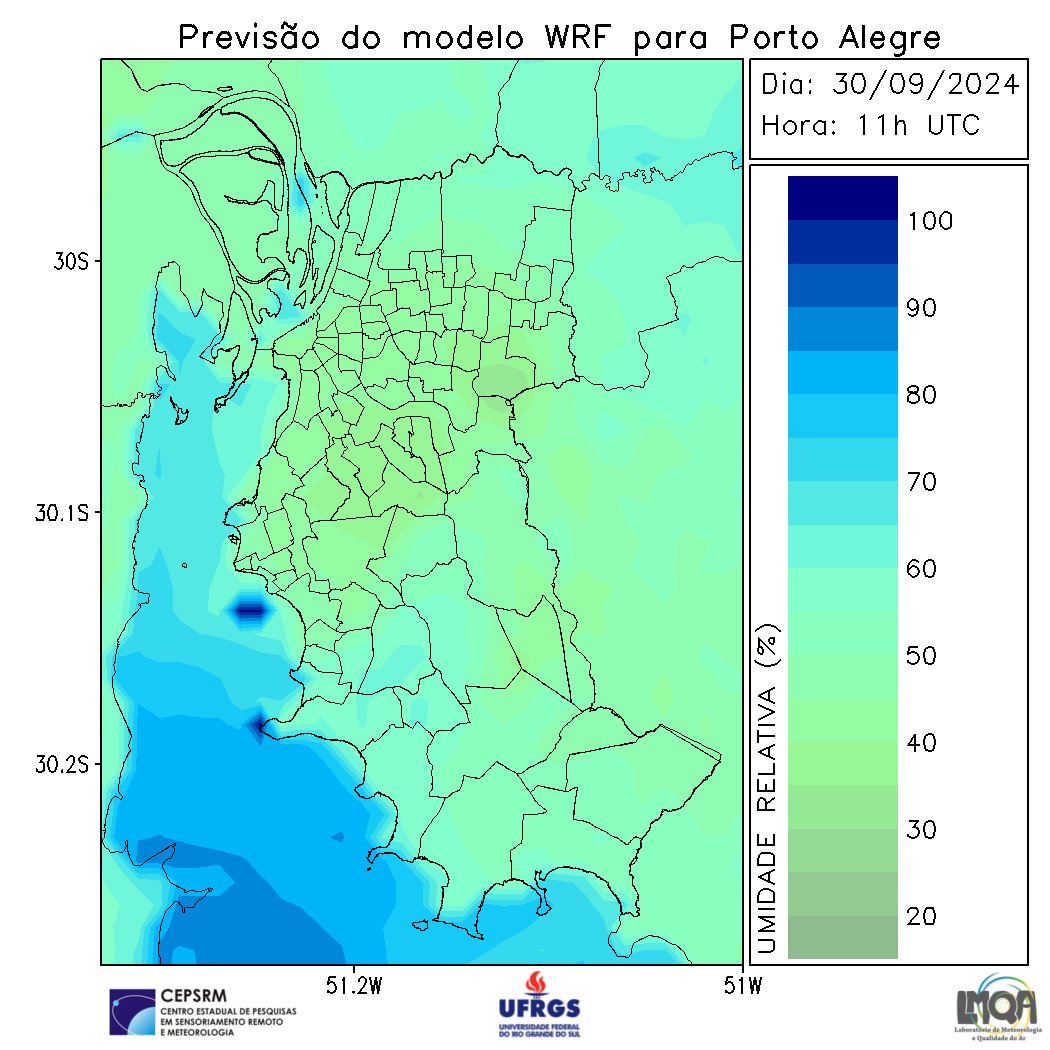 Previsão do modelo WRF para Porto Alegre
Dia: 30/09/2024
Hora: 11h UTC
100
90
80
70
60
50
40
30
20
UMIDADE RELATIVA (%)
30S
30.1S
30.2S
51.2W
51W
CEPSRM
CENTRO ESTADUAL DE PESQUISAS
EM SENSORIAMENTO REMOTO
E METEOROLOGIA
UFRGS
UNIVERSIDADE FEDERAL
DO RIO GRANDE DO SUL
LMQA
Laboratório de Meteorologia
e Qualidade do Ar